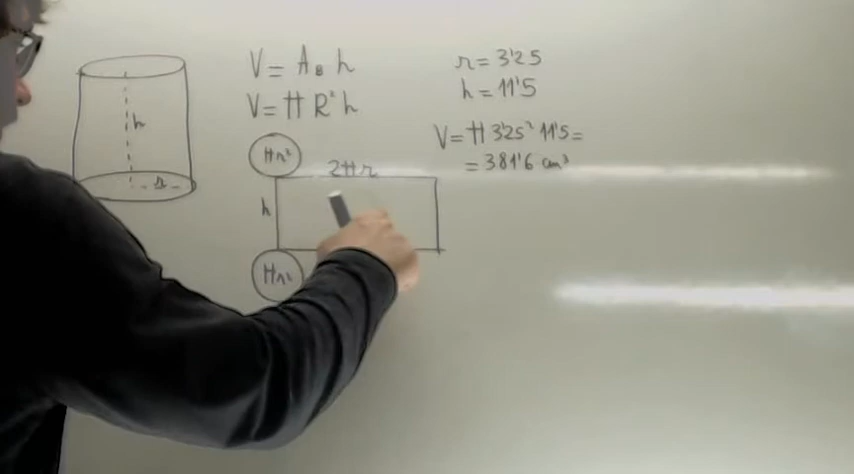 h
r
V = A_B h
V = π R² h
πr²
2πr
h
πr²
r = 3'25
h = 11'5
V = π 3'25² 11'5 =
= 381'6 cm³